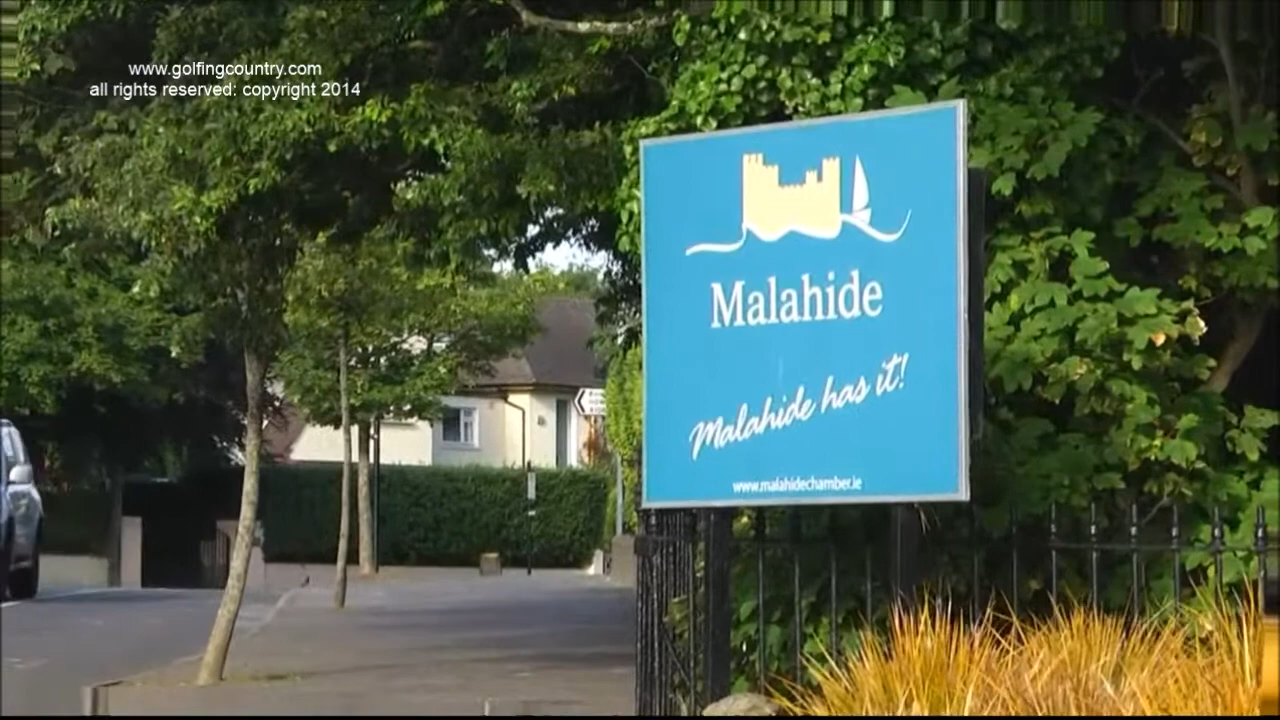 www.golfingcountry.com
all rights reserved: copyright 2014
Malahide
Malahide has it!
www.malahidechamber.ie